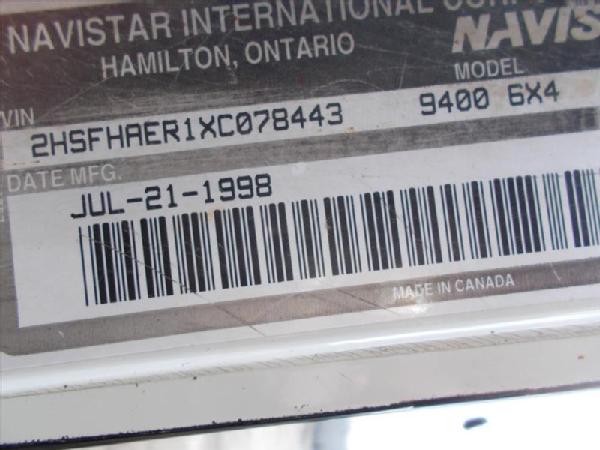 NAVISTAR INTERNATIONAL
HAMILTON, ONTARIO
VIN
MODEL
2HSFHAER1XC078443 9400 6X4
DATE MFG.
JUL-21-1998
MADE IN CANADA